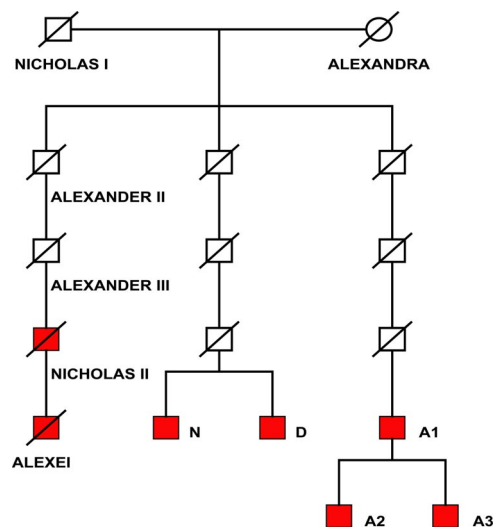 NICHOLAS I
ALEXANDRA
ALEXANDER II
ALEXANDER III
NICHOLAS II
N
D
A1
ALEXEI
A2
A3